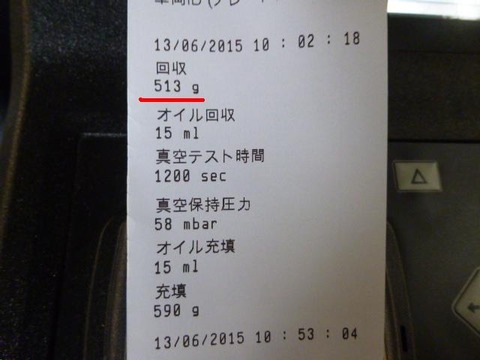 13/06/2015 10 : 02 : 18
回収
513 g
オイル回収
15 ml
真空テスト時間
1200 sec
真空保持圧力
58 mbar
オイル充填
15 ml
充填
590 g
13/06/2015 10 : 53 : 04